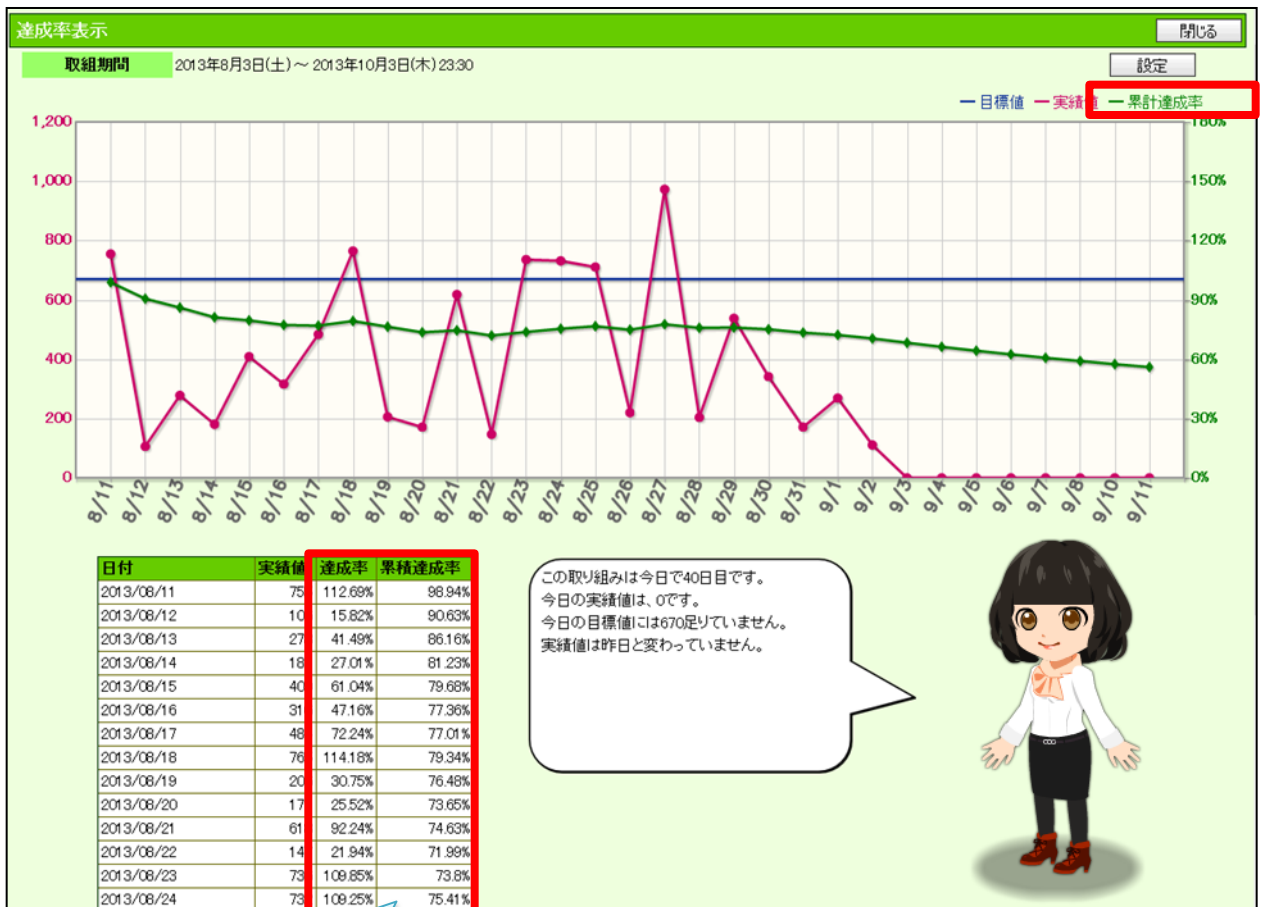 達成率表示
閉じる
取組期間 2013年8月3日(土)～2013年10月3日(木)23:30
設定
目標値 実績値 累計達成率
1,200 180%
1,000 150%
800 120%
600 90%
400 60%
200 30%
0 0%
8/11 8/12 8/13 8/14 8/15 8/16 8/17 8/18 8/19 8/20 8/21 8/22 8/23 8/24 8/25 8/26 8/27 8/28 8/29 8/30 8/31 9/1 9/2 9/3 9/4 9/5 9/6 9/7 9/8 9/10 9/11
日付 実績値 達成率 累積達成率
2013/08/11 75 112.69% 98.94%
2013/08/12 10 15.82% 90.63%
2013/08/13 27 41.49% 86.16%
2013/08/14 18 27.01% 81.23%
2013/08/15 40 61.04% 79.68%
2013/08/16 31 47.16% 77.36%
2013/08/17 48 72.24% 77.01%
2013/08/18 76 114.18% 79.34%
2013/08/19 20 30.75% 76.48%
2013/08/20 17 25.52% 73.65%
2013/08/21 61 92.24% 74.63%
2013/08/22 14 21.94% 71.99%
2013/08/23 73 109.85% 73.8%
2013/08/24 73 109.25% 75.41%
この取り組みは今日で40日目です。
今日の実績値は、0です。
今日の目標値には670足りていません。
実績値は昨日と変わっていません。